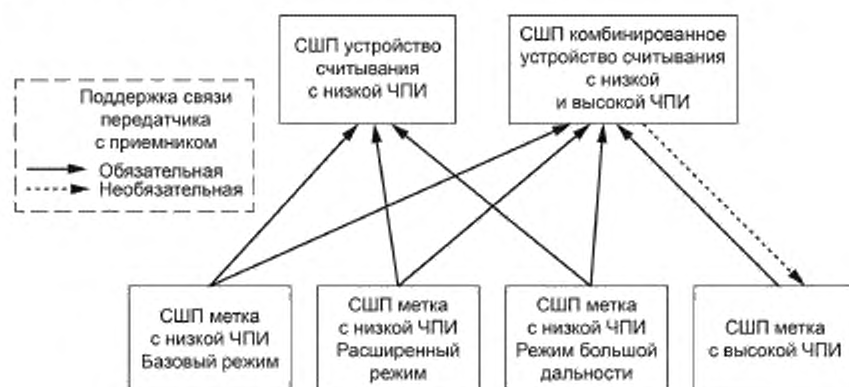 СШП устройство
считывания
с низкой ЧПИ
СШП комбинированное
устройство считывания
с низкой
и высокой ЧПИ
Поддержка связи
передатчика
с приемником
Обязательная
Необязательная
СШП метка
с низкой ЧПИ
Базовый режим
СШП метка
с низкой ЧПИ
Расширенный
режим
СШП метка
с низкой ЧПИ
Режим большой
дальности
СШП метка
с высокой ЧПИ